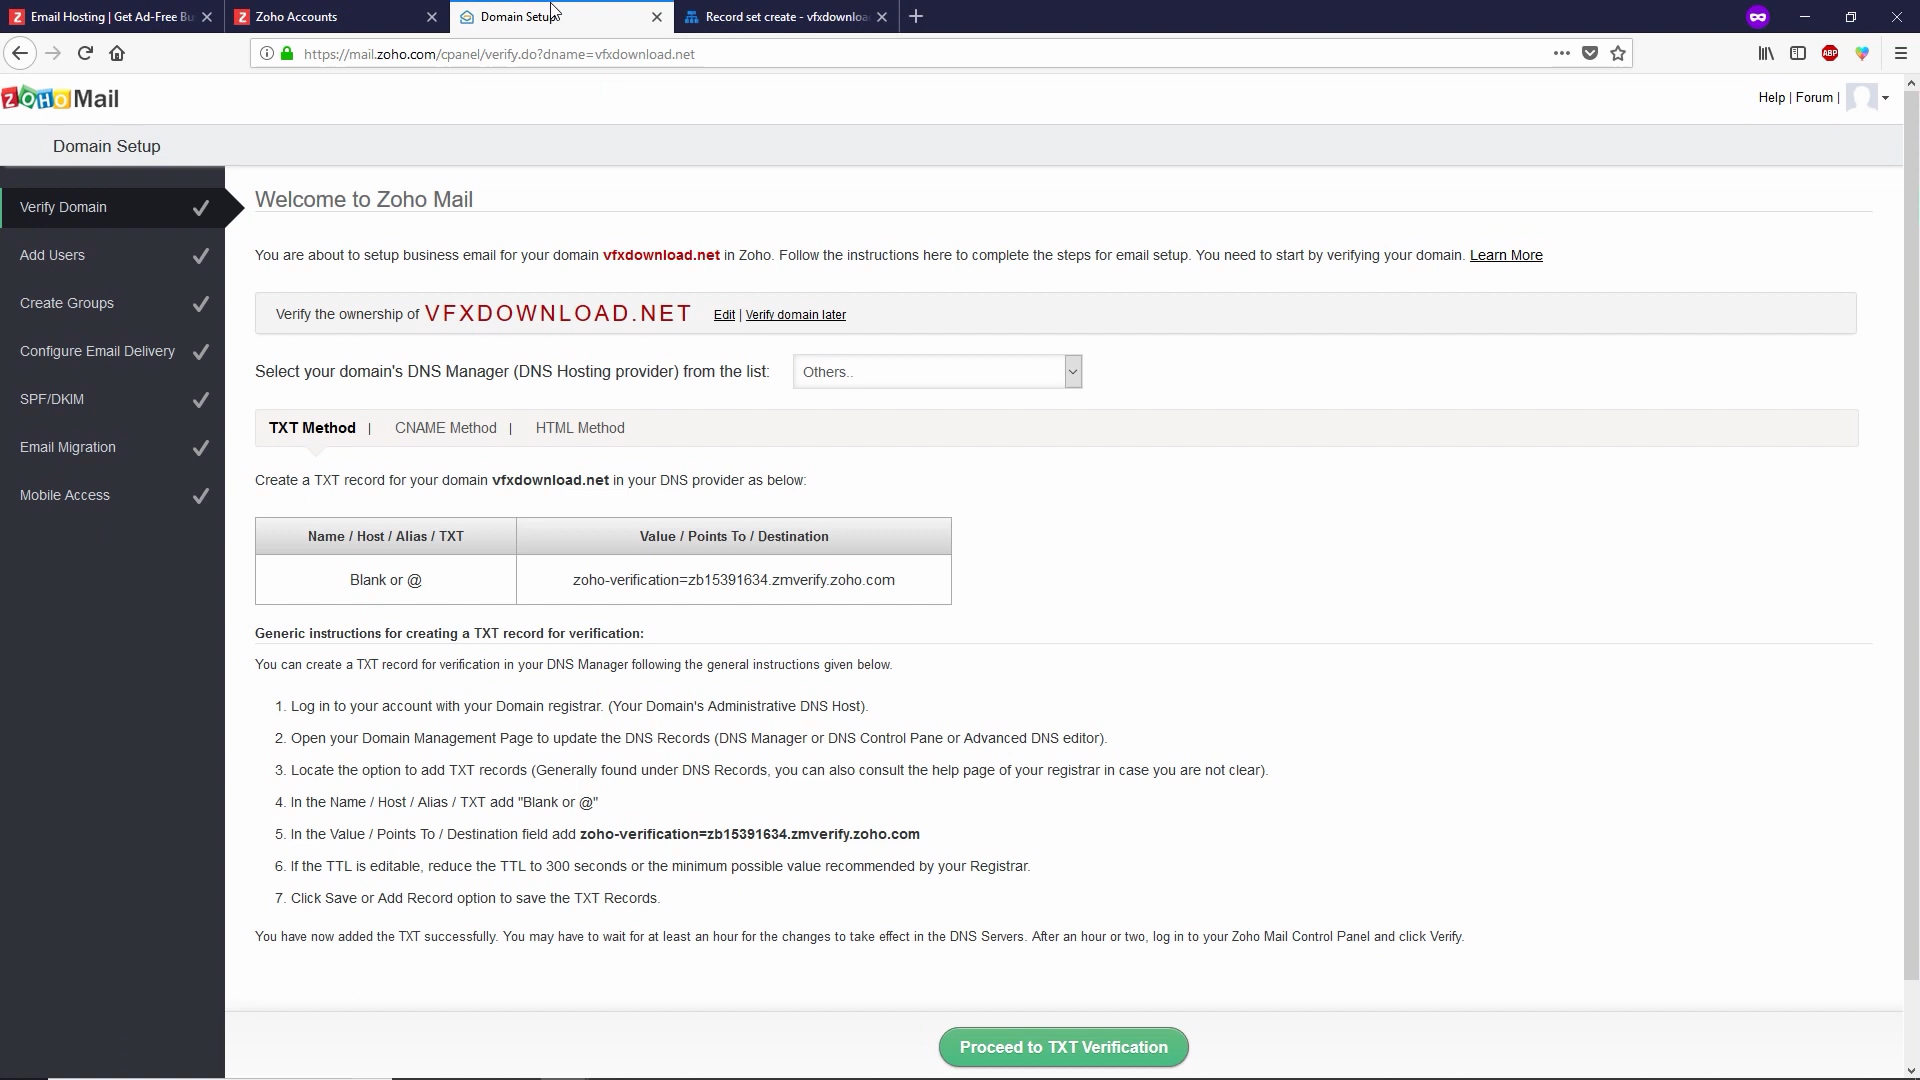 Email Hosting | Get Ad-Free Bu
Zoho Accounts
Domain Setup
Record set create - vfxdownloa
https://mail.zoho.com/cpanel/verify.do?dname=vfxdownload.net
ABP
ZOHO Mail
Help | Forum |
Domain Setup
Verify Domain
Add Users
Create Groups
Configure Email Delivery
SPF/DKIM
Email Migration
Mobile Access
Welcome to Zoho Mail
You are about to setup business email for your domain vfxdownload.net in Zoho. Follow the instructions here to complete the steps for email setup. You need to start by verifying your domain. Learn More
Verify the ownership of VFXDOWNLOAD.NET Edit | Verify domain later
Select your domain's DNS Manager (DNS Hosting provider) from the list: Others..
TXT Method | CNAME Method | HTML Method
Create a TXT record for your domain vfxdownload.net in your DNS provider as below:
Name / Host / Alias / TXT Value / Points To / Destination
Blank or @ zoho-verification=zb15391634.zmverify.zoho.com
Generic instructions for creating a TXT record for verification:
You can create a TXT record for verification in your DNS Manager following the general instructions given below.
1. Log in to your account with your Domain registrar. (Your Domain's Administrative DNS Host).
2. Open your Domain Management Page to update the DNS Records (DNS Manager or DNS Control Pane or Advanced DNS editor).
3. Locate the option to add TXT records (Generally found under DNS Records, you can also consult the help page of your registrar in case you are not clear).
4. In the Name / Host / Alias / TXT add "Blank or @"
5. In the Value / Points To / Destination field add zoho-verification=zb15391634.zmverify.zoho.com
6. If the TTL is editable, reduce the TTL to 300 seconds or the minimum possible value recommended by your Registrar.
7. Click Save or Add Record option to save the TXT Records.
You have now added the TXT successfully. You may have to wait for at least an hour for the changes to take effect in the DNS Servers. After an hour or two, log in to your Zoho Mail Control Panel and click Verify.
Proceed to TXT Verification